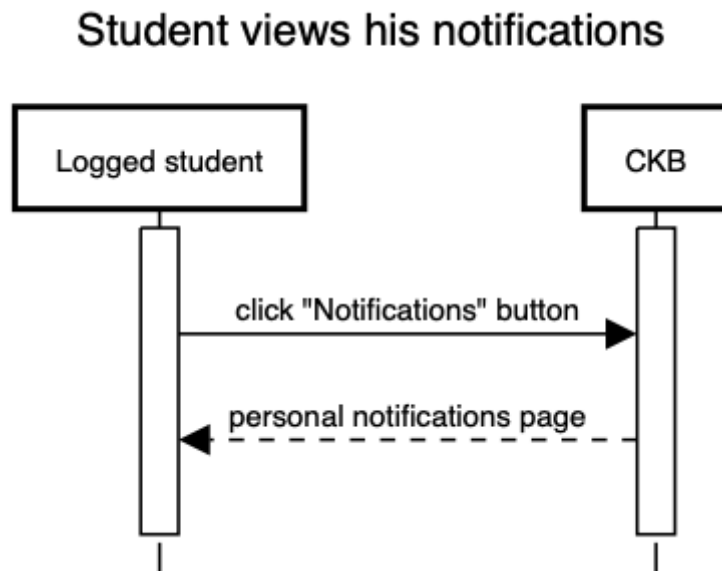 Student views his notifications
Logged student
CKB
click "Notifications" button
personal notifications page